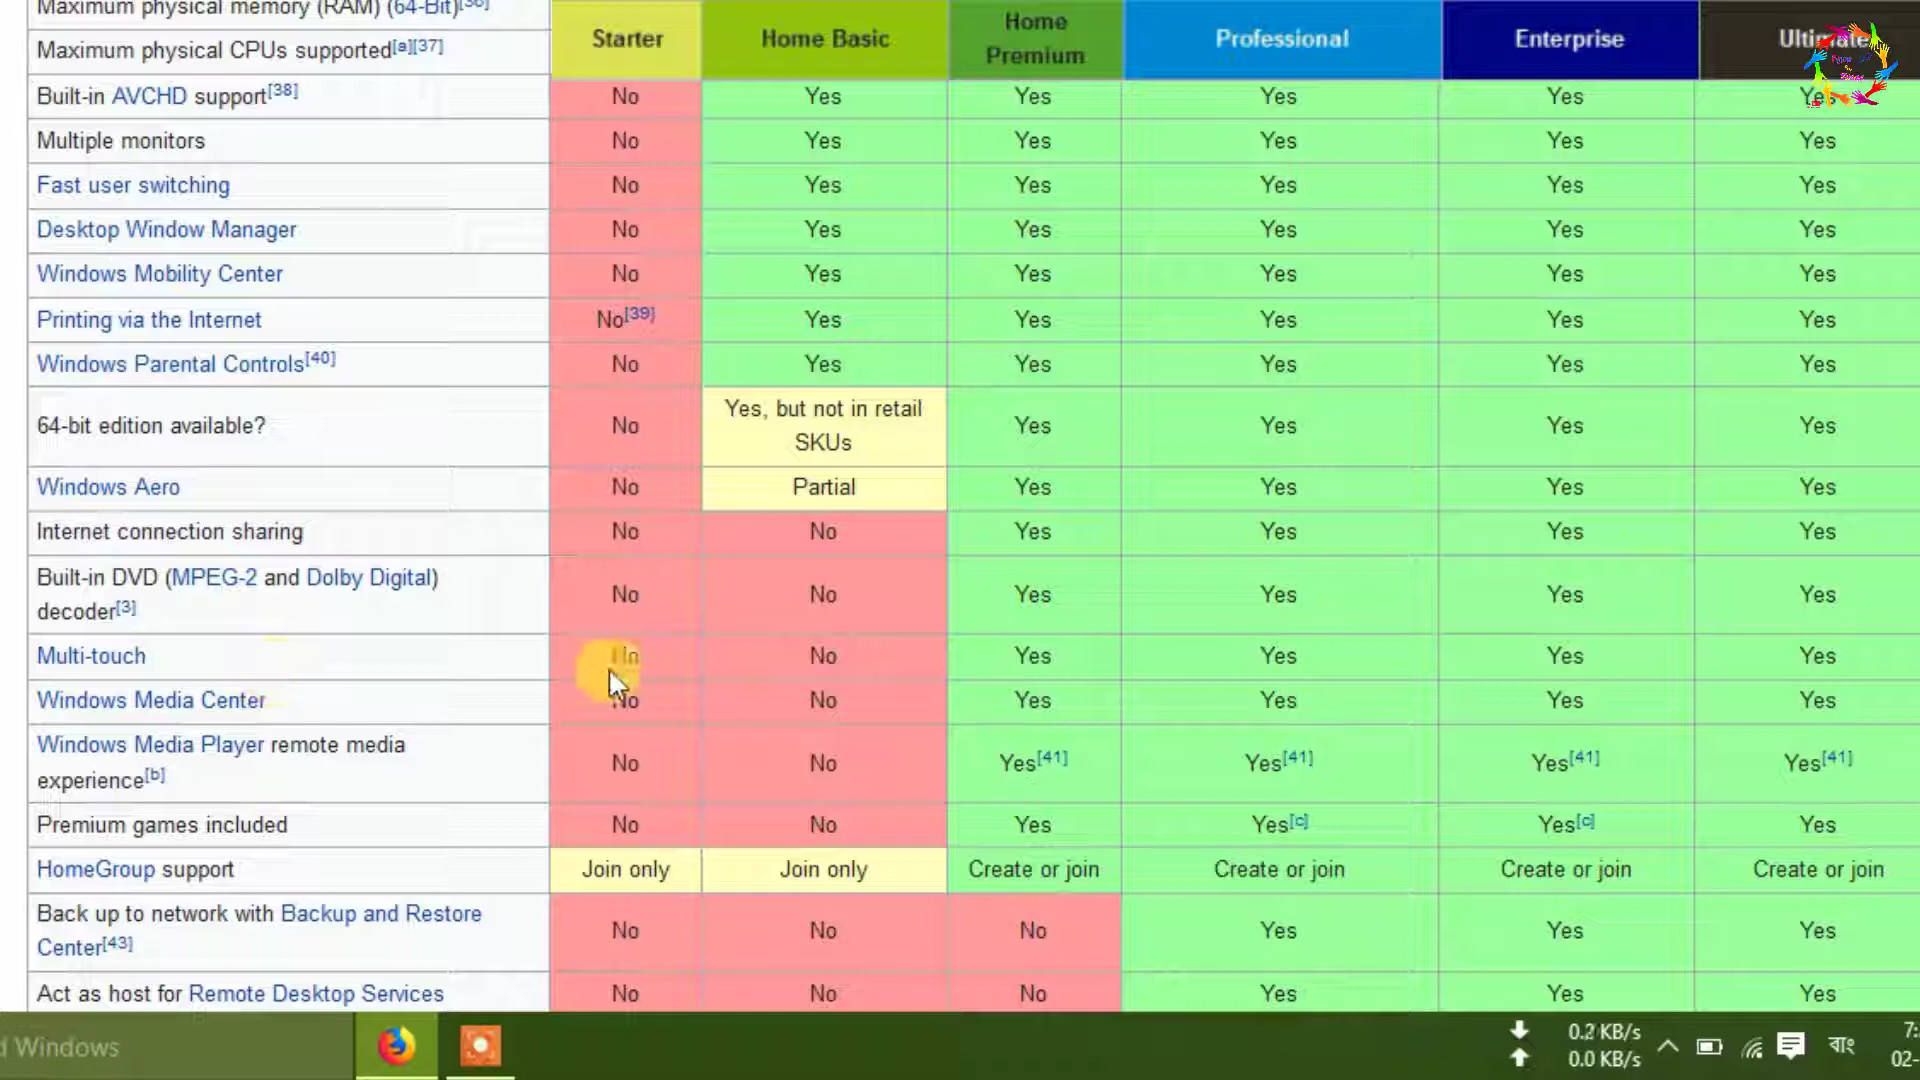 Maximum physical memory (RAM) (64-Bit)[36]
Starter Home Basic Home Premium Professional Enterprise Ultimate
Maximum physical CPUs supported[a][37]
Built-in AVCHD support[38] No Yes Yes Yes Yes Yes
Multiple monitors No Yes Yes Yes Yes Yes
Fast user switching No Yes Yes Yes Yes Yes
Desktop Window Manager No Yes Yes Yes Yes Yes
Windows Mobility Center No Yes Yes Yes Yes Yes
Printing via the Internet No[39] Yes Yes Yes Yes Yes
Windows Parental Controls[40] No Yes Yes Yes Yes Yes
64-bit edition available? No Yes, but not in retail SKUs Yes Yes Yes Yes
Windows Aero No Partial Yes Yes Yes Yes
Internet connection sharing No No Yes Yes Yes Yes
Built-in DVD (MPEG-2 and Dolby Digital)
decoder[3] No No Yes Yes Yes Yes
Multi-touch No No Yes Yes Yes Yes
Windows Media Center No No Yes Yes Yes Yes
Windows Media Player remote media
experience[b] No No Yes[41] Yes[41] Yes[41] Yes[41]
Premium games included No No Yes Yes[c] Yes[c] Yes
HomeGroup support Join only Join only Create or join Create or join Create or join Create or join
Back up to network with Backup and Restore
Center[43] No No No Yes Yes Yes
Act as host for Remote Desktop Services No No No Yes Yes Yes
d Windows
0.2 KB/s
0.0 KB/s
বাং
7:
02-